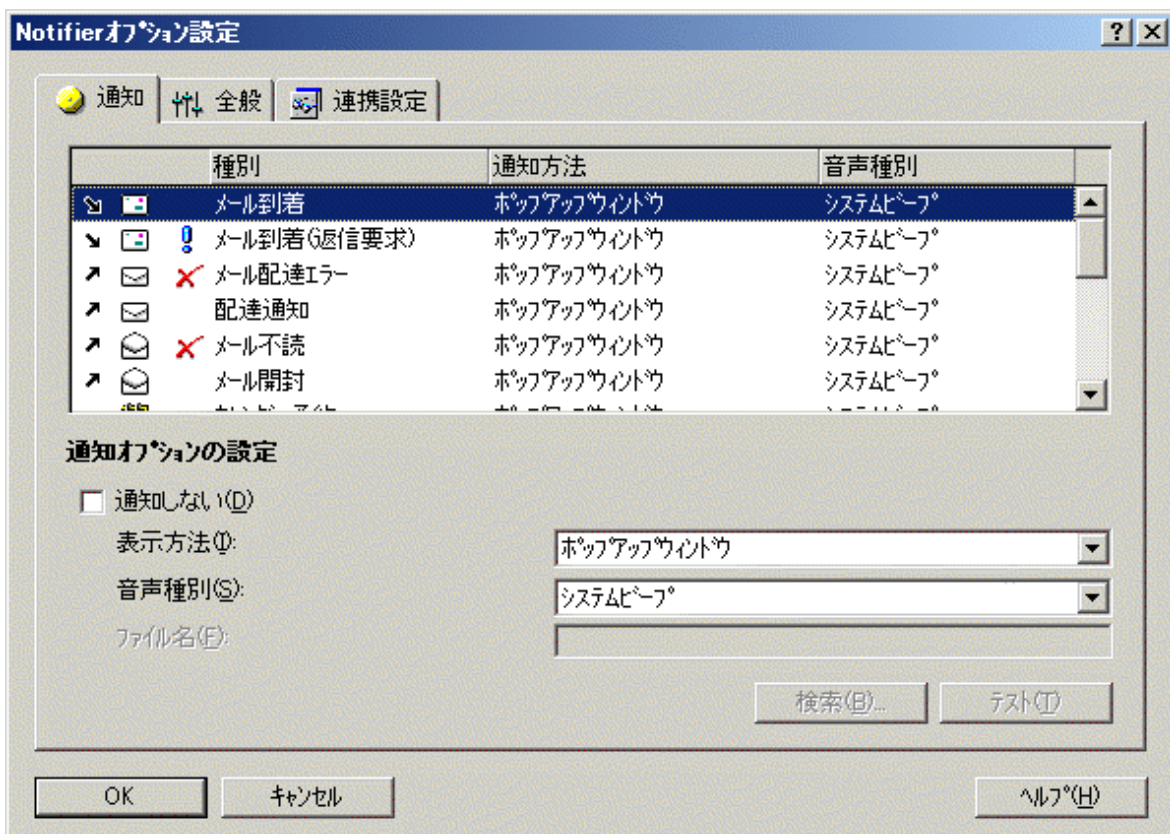 Notifierｵﾌﾟｼｮﾝ設定
通知 全般 連携設定
種別 通知方法 音声種別
ﾒｰﾙ到着 ﾎﾟｯﾌﾟｱｯﾌﾟｳｨﾝﾄﾞｳ ｼｽﾃﾑﾋﾞｰﾌﾟ
ﾒｰﾙ到着(返信要求) ﾎﾟｯﾌﾟｱｯﾌﾟｳｨﾝﾄﾞｳ ｼｽﾃﾑﾋﾞｰﾌﾟ
ﾒｰﾙ配達ｴﾗｰ ﾎﾟｯﾌﾟｱｯﾌﾟｳｨﾝﾄﾞｳ ｼｽﾃﾑﾋﾞｰﾌﾟ
配達通知 ﾎﾟｯﾌﾟｱｯﾌﾟｳｨﾝﾄﾞｳ ｼｽﾃﾑﾋﾞｰﾌﾟ
ﾒｰﾙ不読 ﾎﾟｯﾌﾟｱｯﾌﾟｳｨﾝﾄﾞｳ ｼｽﾃﾑﾋﾞｰﾌﾟ
ﾒｰﾙ開封 ﾎﾟｯﾌﾟｱｯﾌﾟｳｨﾝﾄﾞｳ ｼｽﾃﾑﾋﾞｰﾌﾟ
通知ｵﾌﾟｼｮﾝの設定
通知しない(D)
表示方法(I): ﾎﾟｯﾌﾟｱｯﾌﾟｳｨﾝﾄﾞｳ
音声種別(S): ｼｽﾃﾑﾋﾞｰﾌﾟ
ﾌｧｲﾙ名(F):
検索(B)... ﾃｽﾄ(T)
OK ｷｬﾝｾﾙ ﾍﾙﾌﾟ(H)